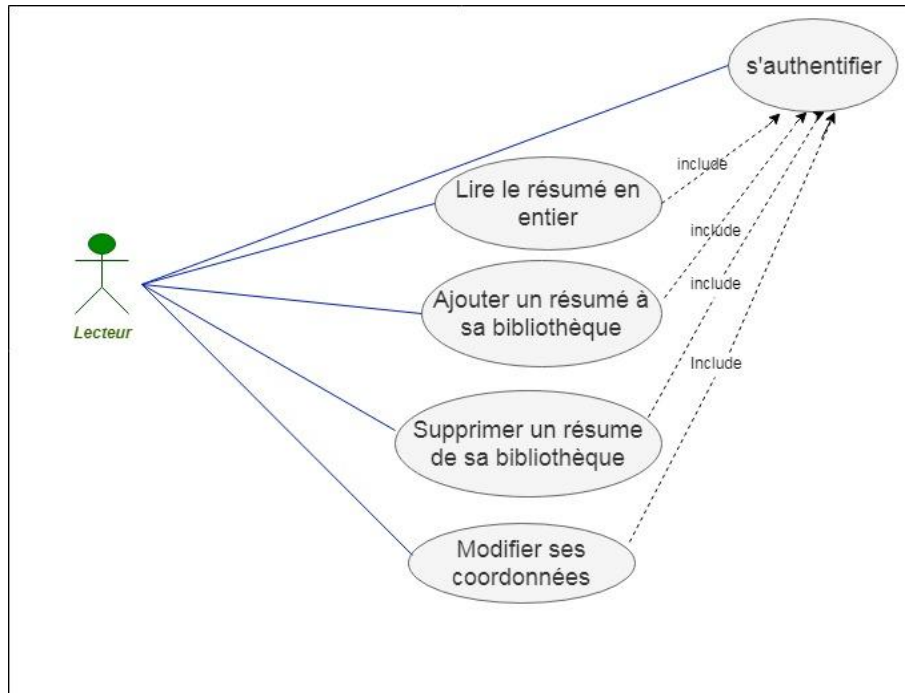 s'authentifier
include
Lire le résumé en
entier
include
include
Ajouter un résumé à
sa bibliothèque
Lecteur
Include
Supprimer un résume
de sa bibliothèque
Modifier ses
coordonnées